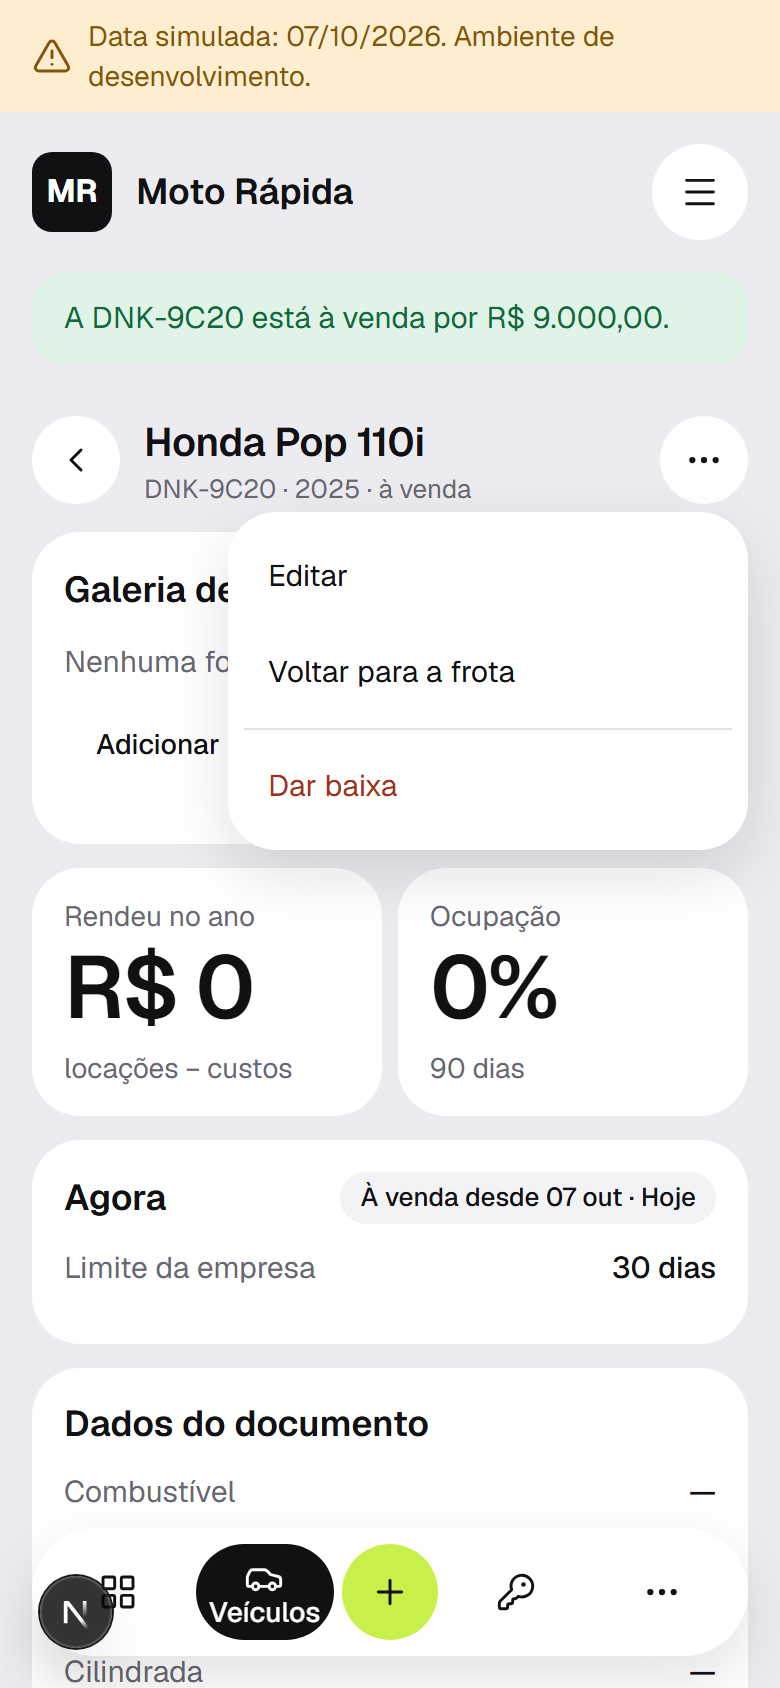 Data simulada: 07/10/2026. Ambiente de
desenvolvimento.
MR
Moto Rápida
A DNK-9C20 está à venda por R$ 9.000,00.
Honda Pop 110i
DNK-9C20 · 2025 · à venda
Galeria de
Nenhuma fo
Adicionar
Editar
Voltar para a frota
Dar baixa
Rendeu no ano
R$ 0
locações – custos
Ocupação
0%
90 dias
Agora
À venda desde 07 out · Hoje
Limite da empresa
30 dias
Dados do documento
Combustível
—
Veículos
N
Cilindrada
—